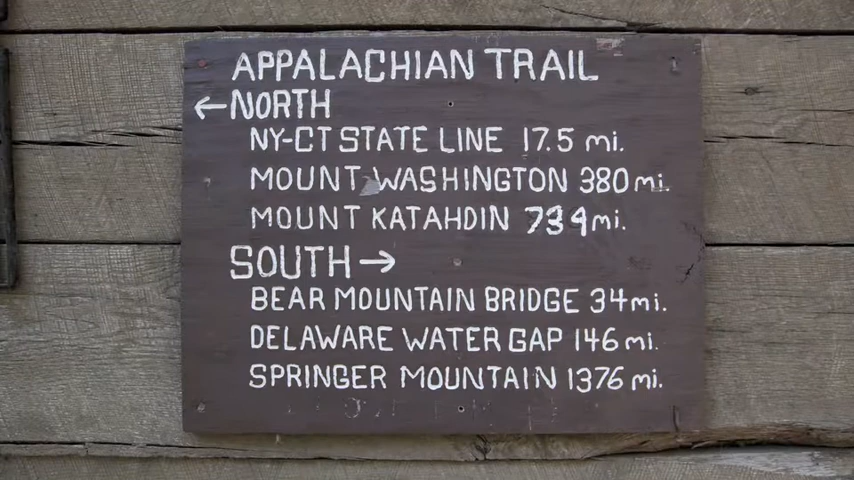 APPALACHIAN TRAIL
←NORTH
NY-CT STATE LINE 17.5 mi.
MOUNT WASHINGTON 380 mi.
MOUNT KATAHDIN 734 mi.
SOUTH→
BEAR MOUNTAIN BRIDGE 34 mi.
DELAWARE WATER GAP 146 mi.
SPRINGER MOUNTAIN 1376 mi.